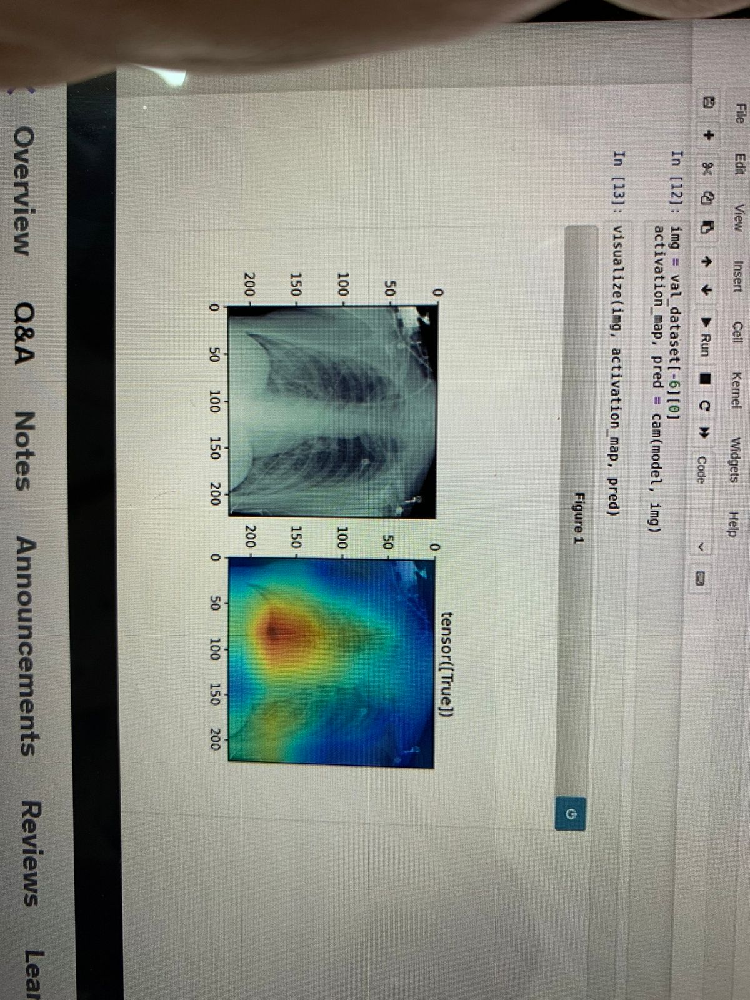 File Edit View Insert Cell Kernel Widgets Help
Run Code
In [12]: img = val_dataset[-6][0]
activation_map, pred = cam(model, img)
In [13]: visualize(img, activation_map, pred)
Figure 1
tensor([True])
0 0
50 50
100 100
150 150
200 200
0 50 100 150 200 0 50 100 150 200
Overview Q&A Notes Announcements Reviews Lear